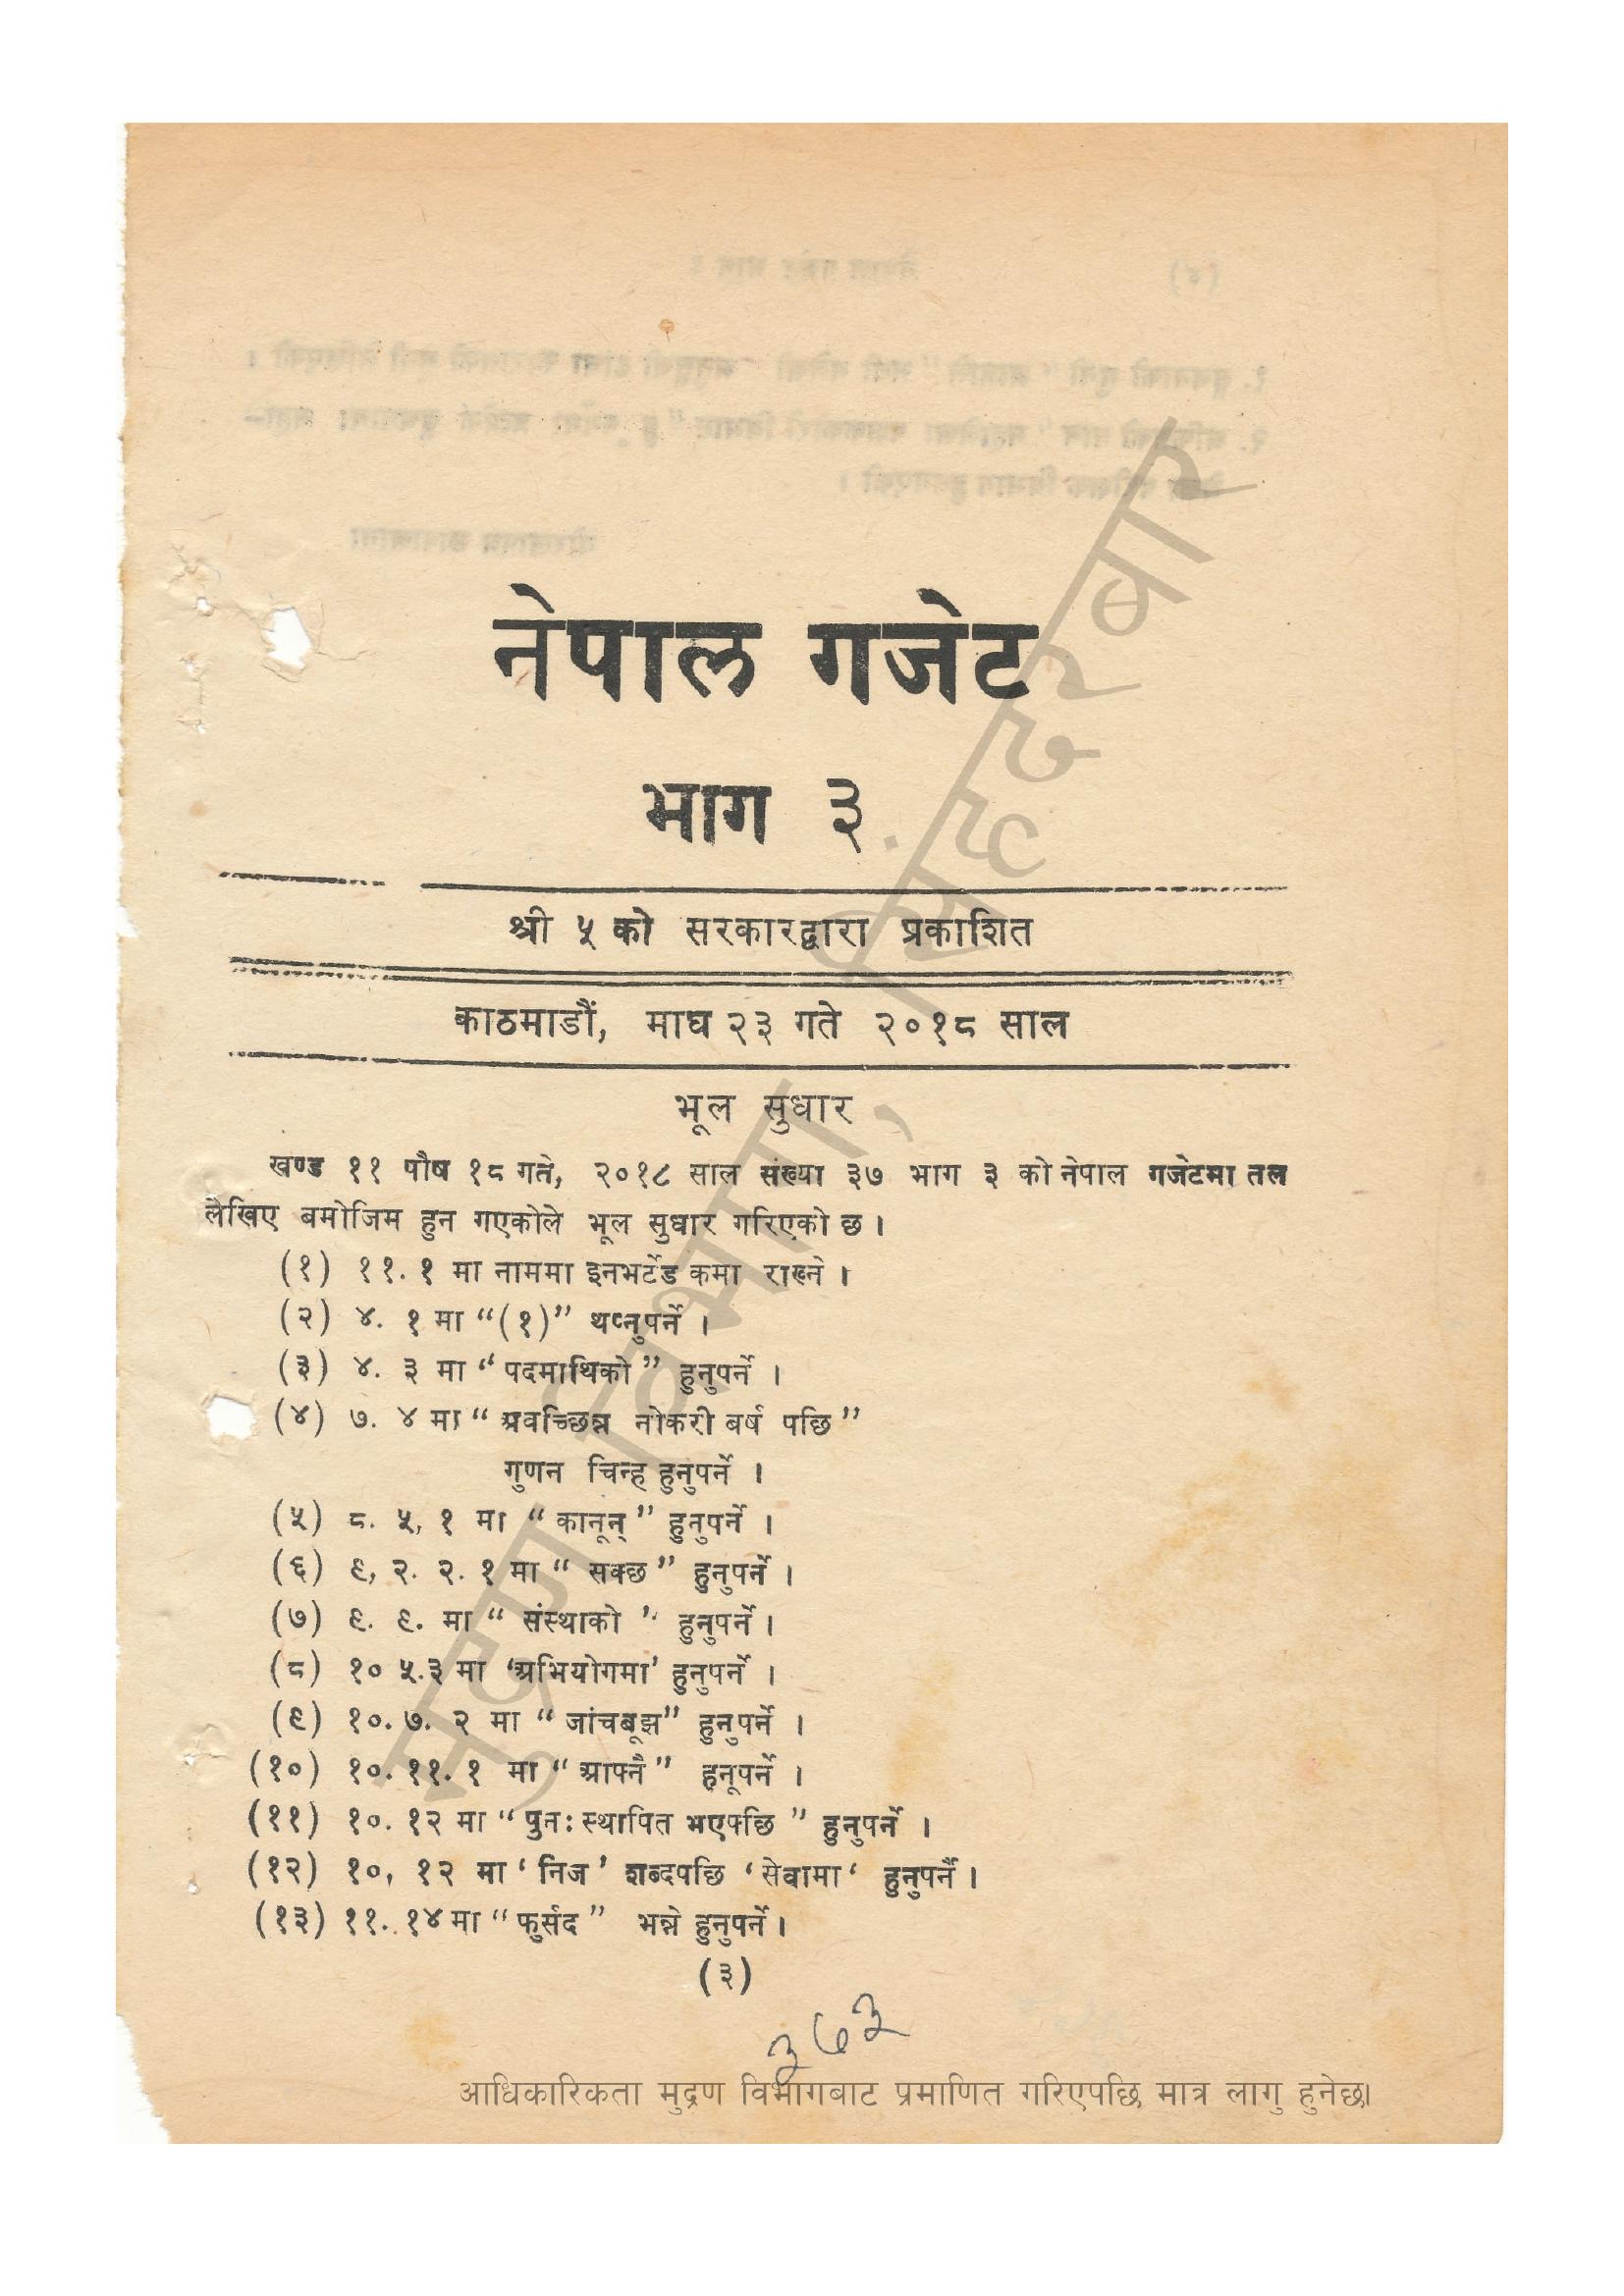 नेपाल गजेट
भाग ३
श्री ५ को सरकारद्वारा प्रकाशित
काठमाडौं, माघ २३ गते २०१८ साल
भूल सुधार
खण्ड ११ पौष १८ गते, २०१८ साल संख्या ३७ भाग ३ को नेपाल गजेटमा तल
लेखिए बमोजिम हुन गएकोले भूल सुधार गरिएको छ ।
(१) ११. १ मा नाममा इनभर्टेड कमा राख्ने ।
(२) ४. १ मा “(१)” थप्नुपर्ने ।
(३) ४. ३ मा “ पदमाथिको ” हुनुपर्ने ।
(४) ७. ४ मा “ अवच्छिन्न नोकरी बर्ष पछि ”
गुणन चिन्ह हुनुपर्ने ।
(५) ८. ५, १ मा “ कानून् ” हुनुपर्ने ।
(६) ९, २. २. १ मा “ सक्छ ” हुनुपर्ने ।
(७) ९. ९. मा “ संस्थाको ” हुनुपर्ने ।
(८) १० ५.३ मा ‘अभियोगमा’ हुनुपर्ने ।
(९) १०. ७. २ मा “ जांचबूझ” हुनुपर्ने ।
(१०) १०. ११. १ मा “ आफ्नै ” हनूपर्ने ।
(११) १०. १२ मा “ पुनः स्थापित भएपछि ” हुनुपर्ने ।
(१२) १०, १२ मा ‘ निज ’ शब्दपछि ‘ सेवामा ‘ हुनुपर्ने ।
(१३) ११. १४ मा “ फुर्सद ” भन्ने हुनुपर्ने ।
(३)
३७३
आधिकारिकता मुद्रण विभागबाट प्रमाणित गरिएपछि मात्र लागु हुनेछ।
मुद्रण विभाग, सिंहदरबार